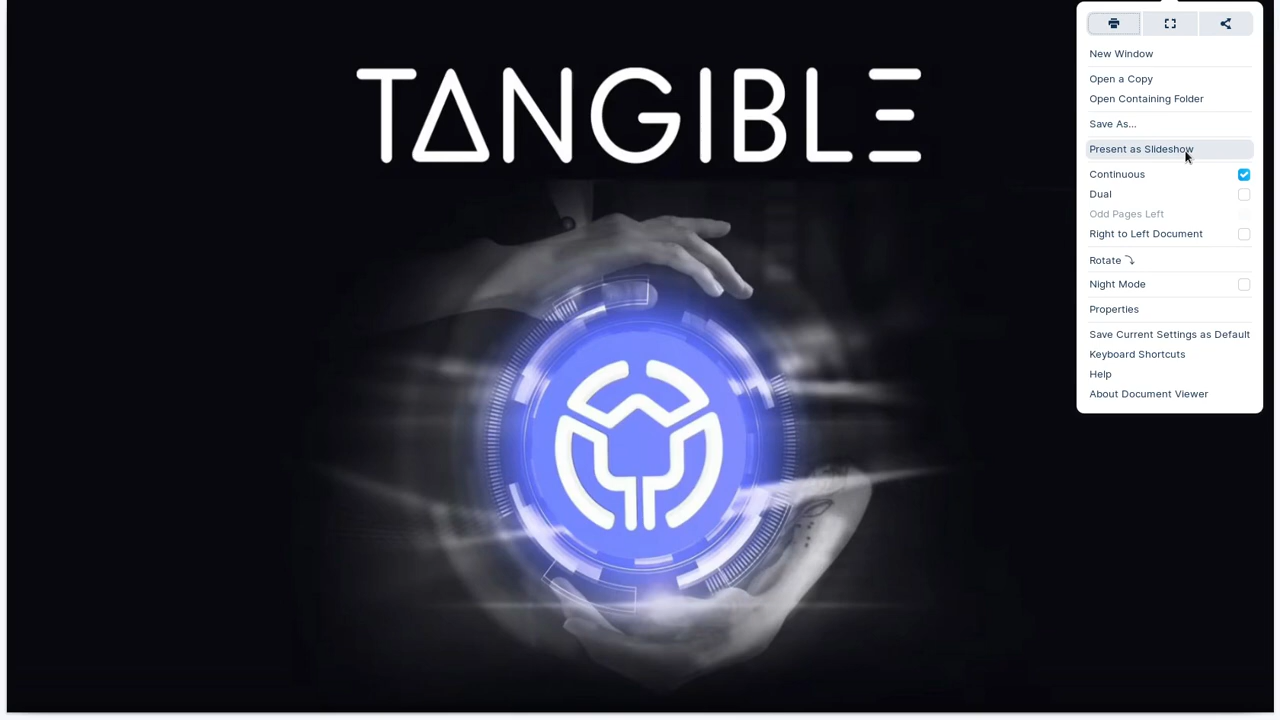 TANGIBLE
New Window
Open a Copy
Open Containing Folder
Save As...
Present as Slideshow
Continuous
Dual
Odd Pages Left
Right to Left Document
Rotate
Night Mode
Properties
Save Current Settings as Default
Keyboard Shortcuts
Help
About Document Viewer